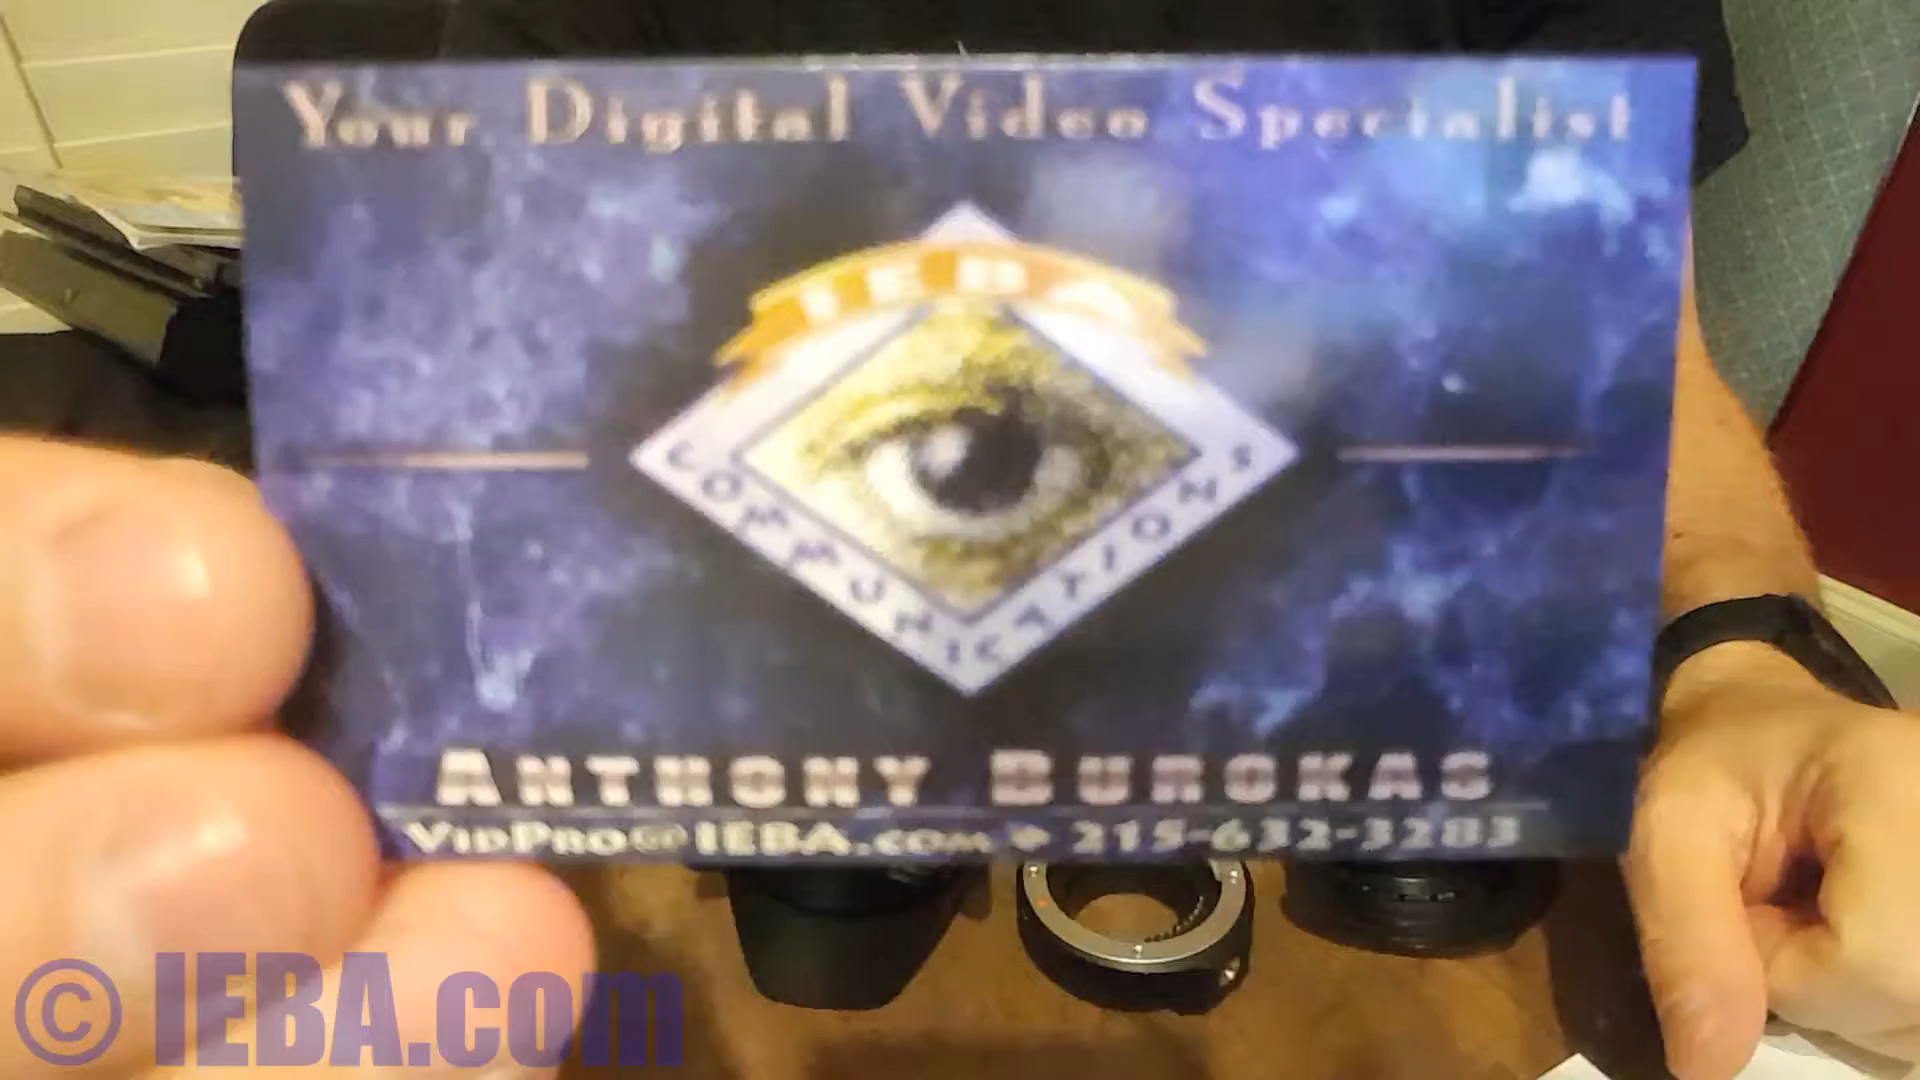 Your Digital Video Specialist
IEBA
COMMUNICATIONS
ANTHONY BUROKAS
VIDPRO@IEBA.COM 215-632-3283
© IEBA.com